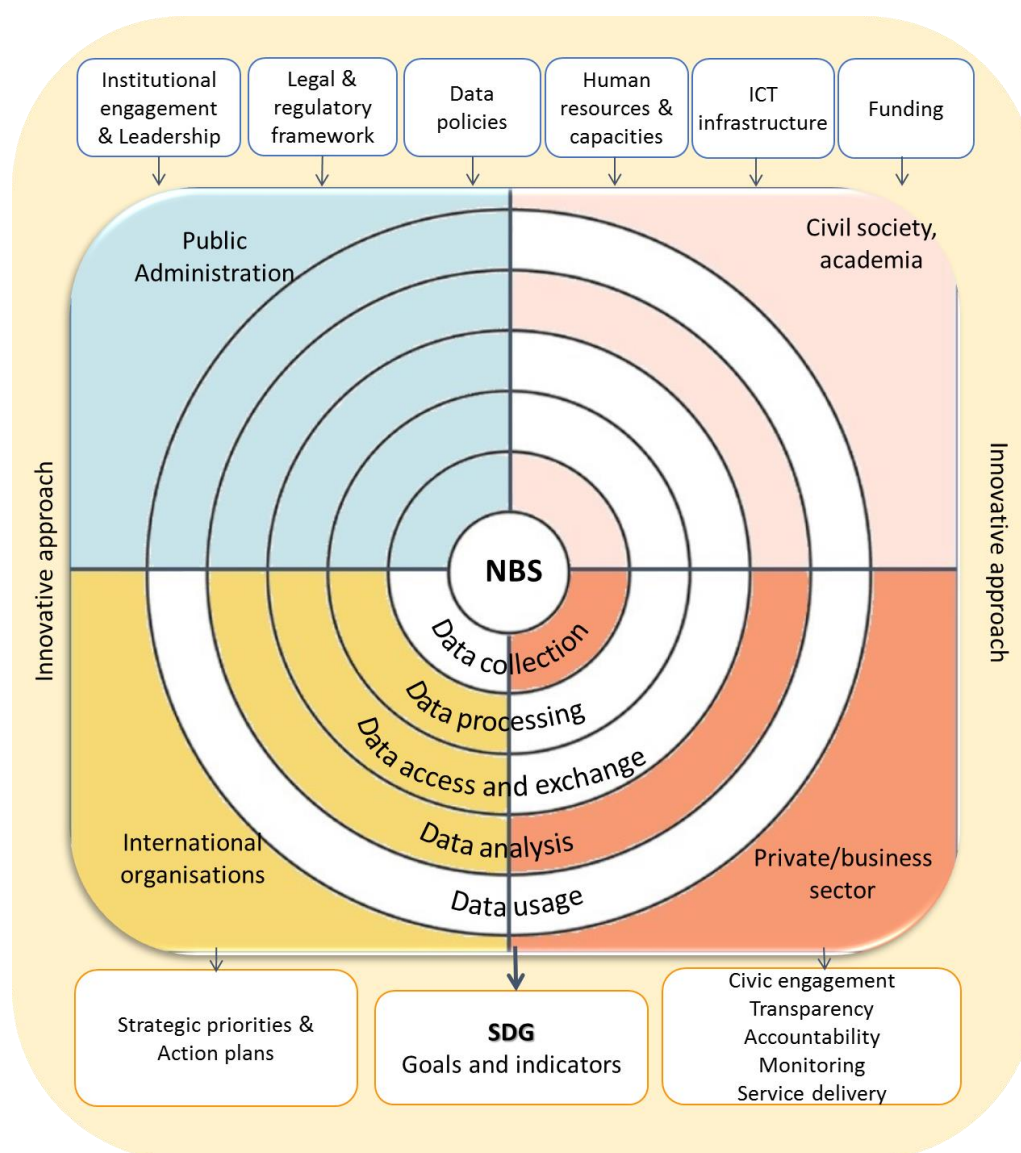 Institutional
engagement
& Leadership
Legal &
regulatory
framework
Data
policies
Human
resources &
capacities
ICT
infrastructure
Funding
Public
Administration
Civil society,
academia
Innovative approach
Innovative approach
NBS
Data collection
Data processing
Data access and exchange
Data analysis
Data usage
International
organisations
Private/business
sector
Strategic priorities &
Action plans
SDG
Goals and indicators
Civic engagement
Transparency
Accountability
Monitoring
Service delivery